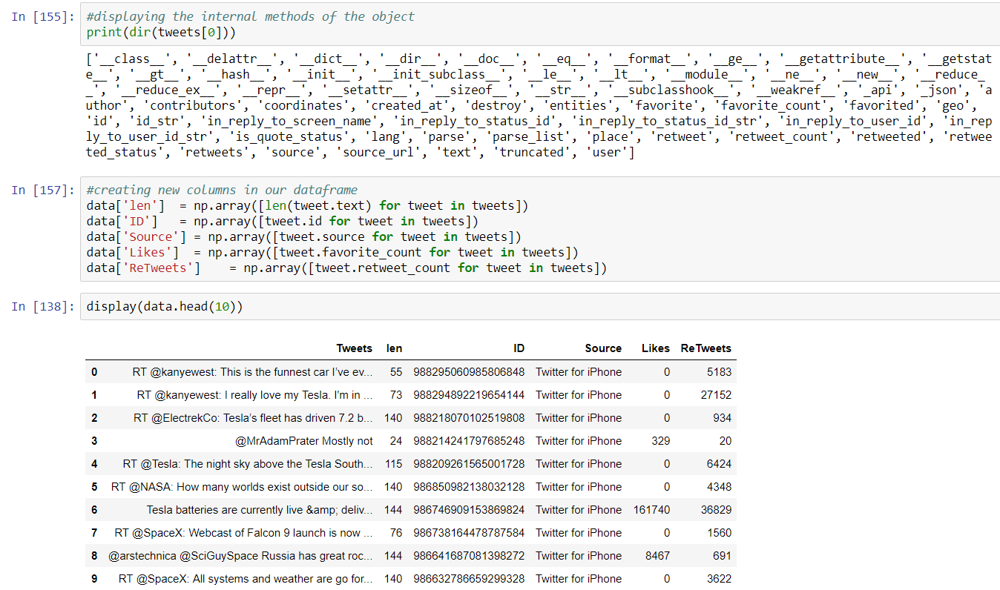 In [155]: #displaying the internal methods of the object
print(dir(tweets[0]))
['__class__', '__delattr__', '__dict__', '__dir__', '__doc__', '__eq__', '__format__', '__ge__', '__getattribute__', '__getstat
e__', '__gt__', '__hash__', '__init__', '__init_subclass__', '__le__', '__lt__', '__module__', '__ne__', '__new__', '__reduce_
_', '__reduce_ex__', '__repr__', '__setattr__', '__sizeof__', '__str__', '__subclasshook__', '__weakref__', '_api', '_json', 'a
uthor', 'contributors', 'coordinates', 'created_at', 'destroy', 'entities', 'favorite', 'favorite_count', 'favorited', 'geo',
'id', 'id_str', 'in_reply_to_screen_name', 'in_reply_to_status_id', 'in_reply_to_status_id_str', 'in_reply_to_user_id', 'in_rep
ly_to_user_id_str', 'is_quote_status', 'lang', 'parse', 'parse_list', 'place', 'retweet', 'retweet_count', 'retweeted', 'retwee
ted_status', 'retweets', 'source', 'source_url', 'text', 'truncated', 'user']
In [157]: #creating new columns in our dataframe
data['len']  = np.array([len(tweet.text) for tweet in tweets])
data['ID']   = np.array([tweet.id for tweet in tweets])
data['Source'] = np.array([tweet.source for tweet in tweets])
data['Likes']  = np.array([tweet.favorite_count for tweet in tweets])
data['ReTweets']    = np.array([tweet.retweet_count for tweet in tweets])
In [138]: display(data.head(10))
Tweets len ID Source Likes ReTweets
0 RT @kanyewest: This is the funnest car I’ve ev... 55 988295060985806848 Twitter for iPhone 0 5183
1 RT @kanyewest: I really love my Tesla. I'm in ... 73 988294892219654144 Twitter for iPhone 0 27152
2 RT @ElectrekCo: Tesla’s fleet has driven 7.2 b... 140 988218070102519808 Twitter for iPhone 0 934
3 @MrAdamPrater Mostly not 24 988214241797685248 Twitter for iPhone 329 20
4 RT @Tesla: The night sky above the Tesla South... 115 988209261565001728 Twitter for iPhone 0 6424
5 RT @NASA: How many worlds exist outside our so... 140 986850982138032128 Twitter for iPhone 0 4348
6 Tesla batteries are currently live &amp; deliv... 144 986746909153869824 Twitter for iPhone 161740 36829
7 RT @SpaceX: Webcast of Falcon 9 launch is now ... 76 986738164478787584 Twitter for iPhone 0 1560
8 @arstechnica @SciGuySpace Russia has great roc... 144 986641687081398272 Twitter for iPhone 8467 691
9 RT @SpaceX: All systems and weather are go for... 140 986632786659299328 Twitter for iPhone 0 3622